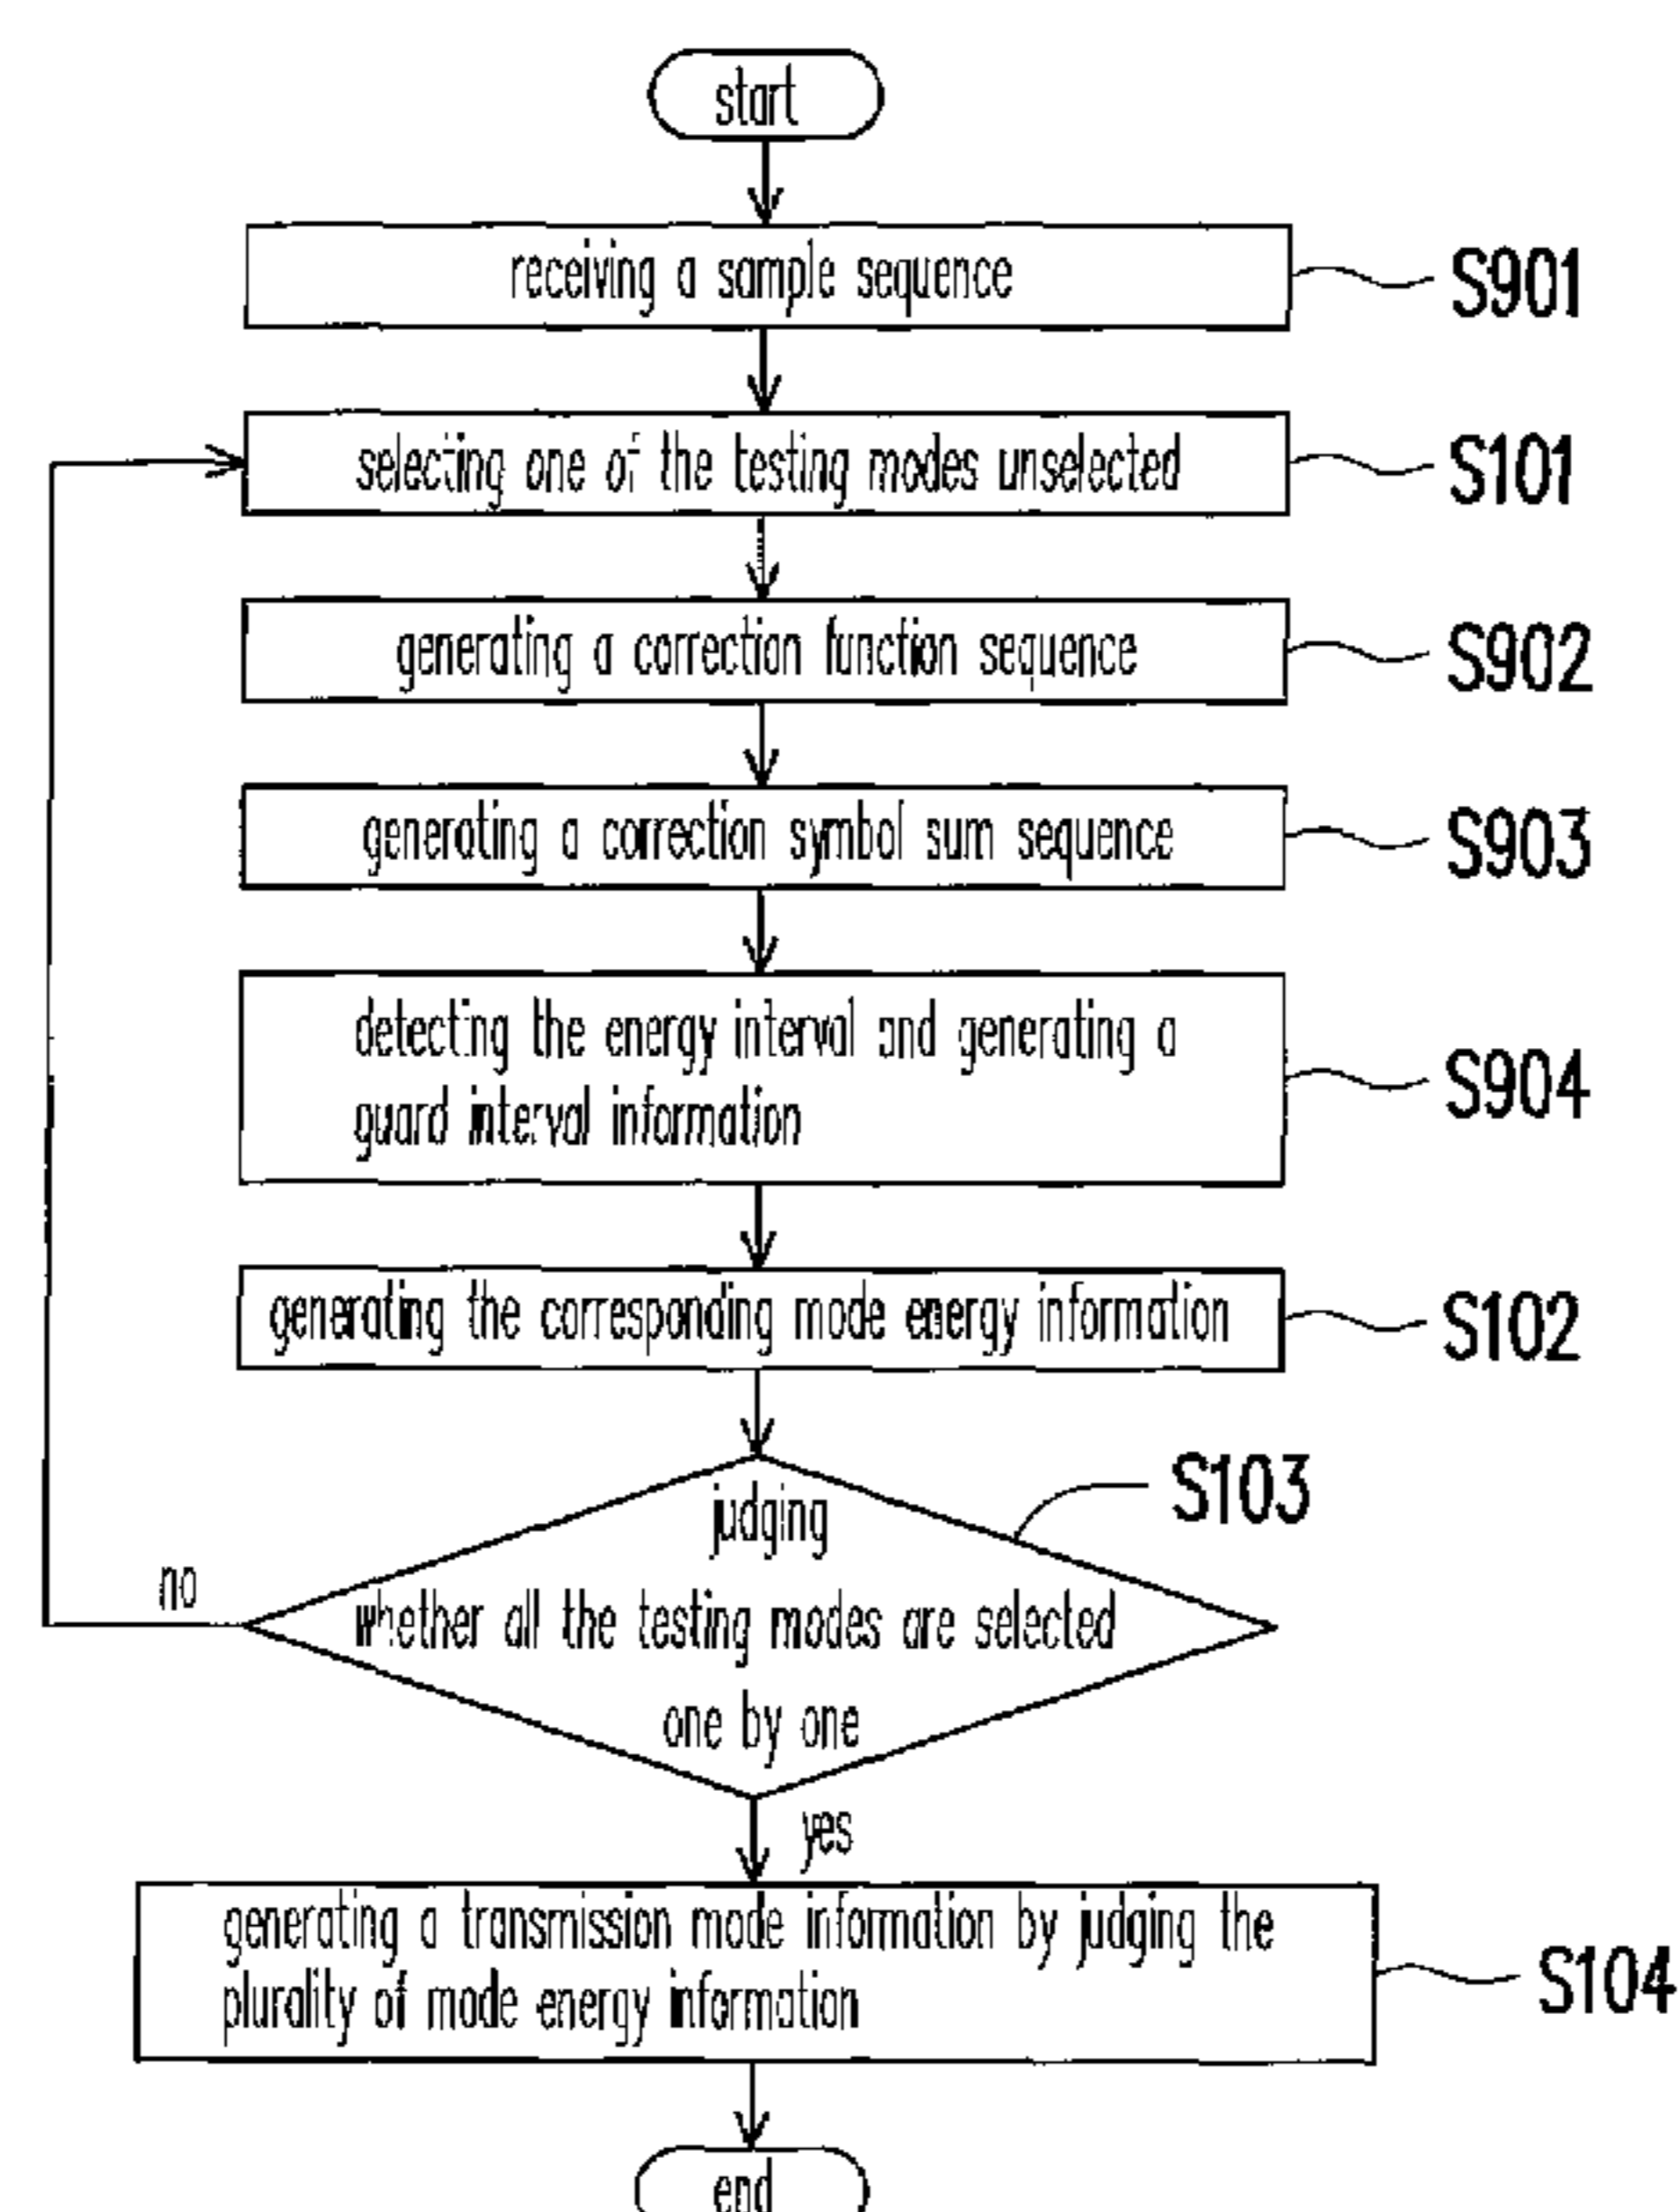 start
receiving a sample sequence
S901
selecting one of the testing modes unselected
S101
generating a correction function sequence
S902
generating a correction symbol sum sequence
S903
detecting the energy interval and generating a
guard interval information
S904
generating the corresponding mode energy information
S102
judging
whether all the testing modes are selected
one by one
S103
no
yes
generating a transmission mode information by judging the
plurality of mode energy information
S104
end